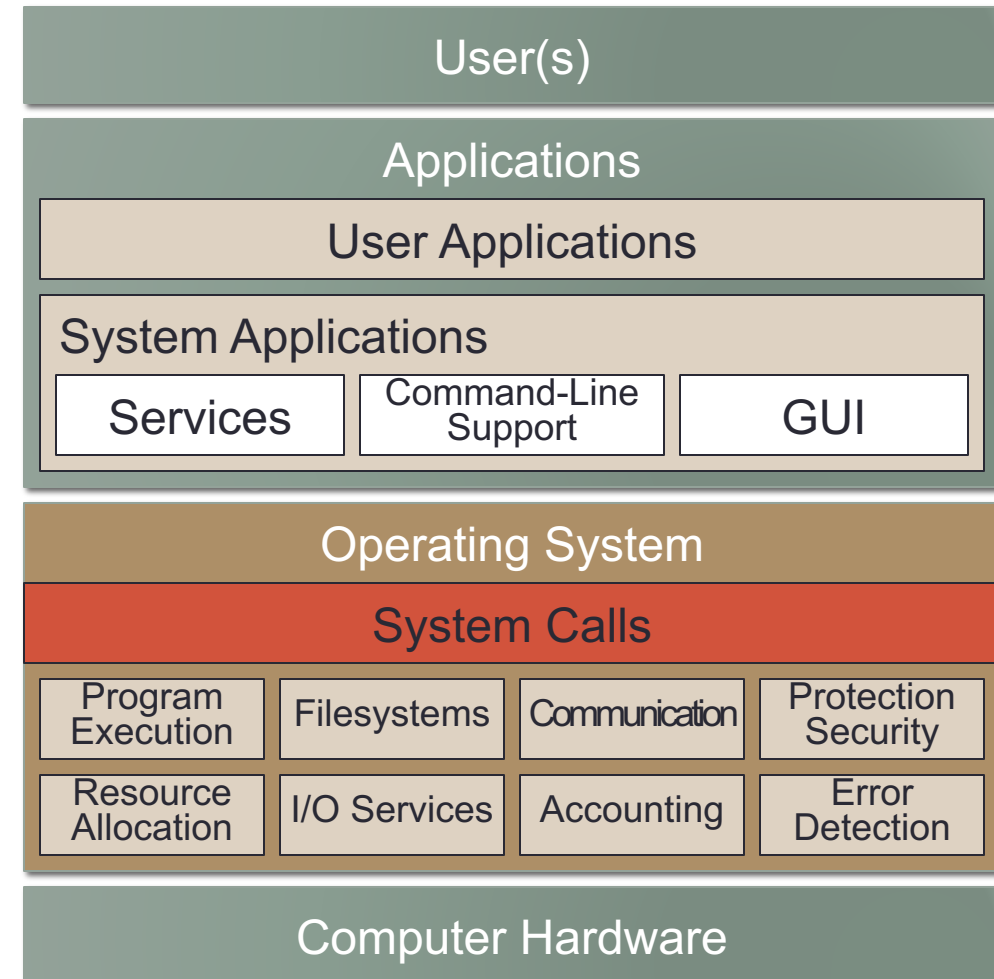 User(s)
Applications
User Applications
System Applications
Services
Command-Line
Support
GUI
Operating System
System Calls
Program
Execution
Filesystems
Communication
Protection
Security
Resource
Allocation
I/O Services
Accounting
Error
Detection
Computer Hardware